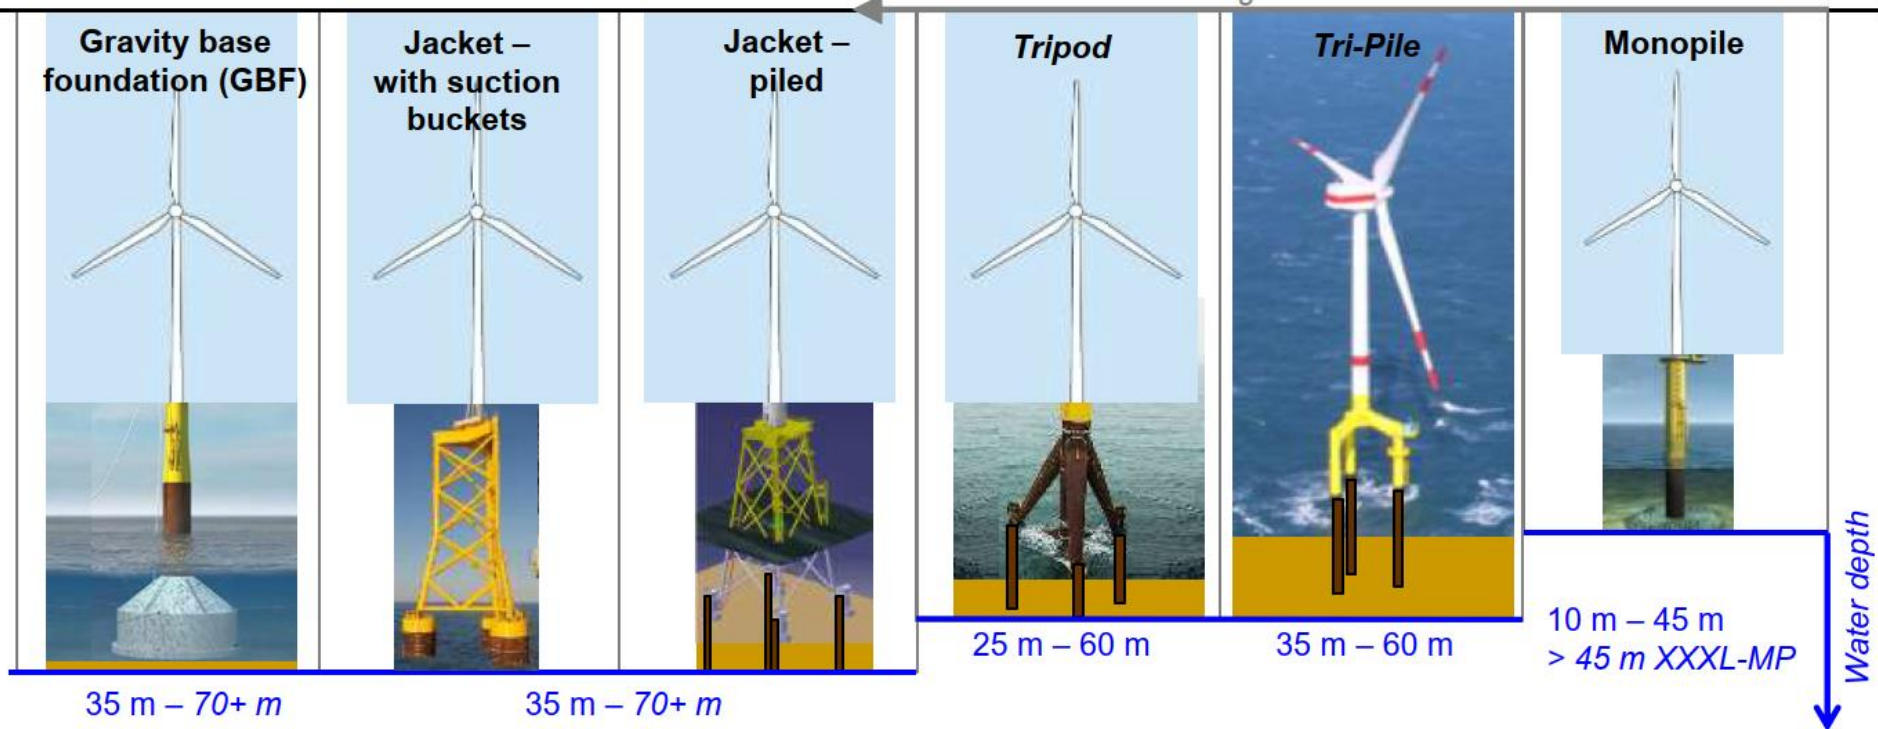 Gravity base
foundation (GBF)
Jacket –
with suction
buckets
Jacket –
piled
Tripod
Tri-Pile
Monopile
35 m – 70+ m
35 m – 70+ m
25 m – 60 m
35 m – 60 m
10 m – 45 m
> 45 m XXXL-MP
Water depth